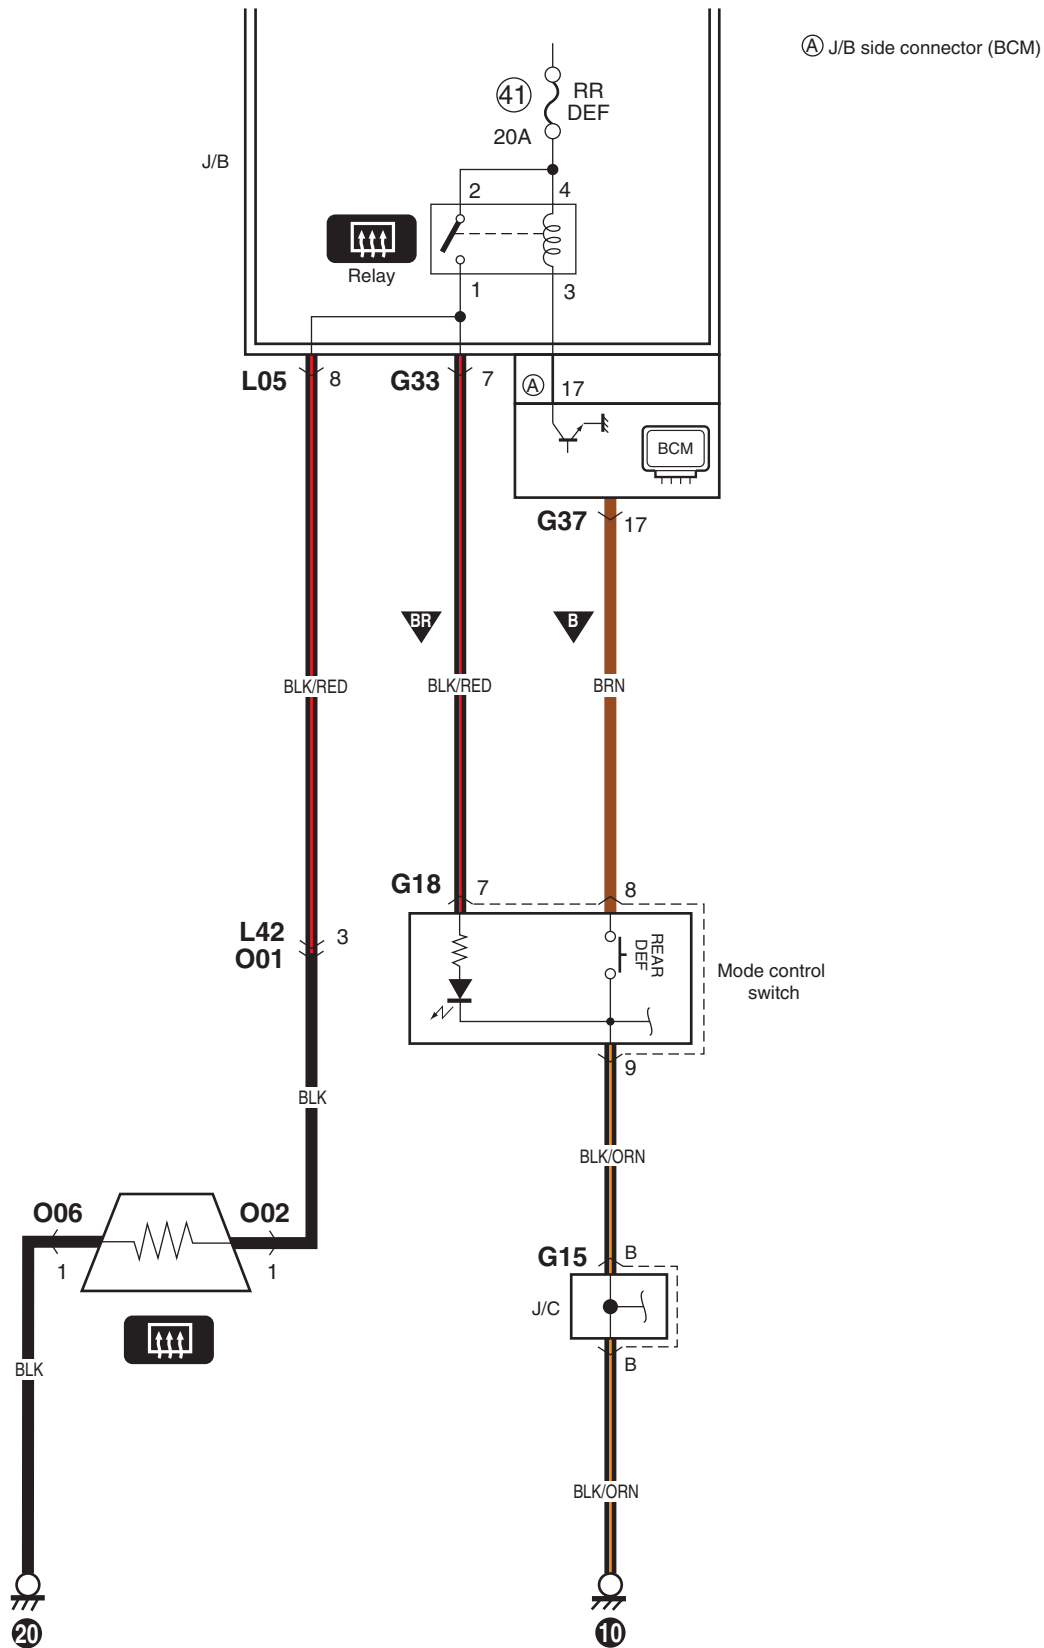 Ⓐ J/B side connector (BCM)
41
RR
DEF
20A
J/B
2
4
Relay
1
3
L05
8
G33
7
A
17
BCM
G37
17
BR
B
BLK/RED
BLK/RED
BRN
G18
7
8
L42
3
O01
REAR
DEF
Mode control
switch
9
BLK
BLK/ORN
O06
O02
1
1
G15
B
J/C
B
BLK
BLK/ORN
20
10